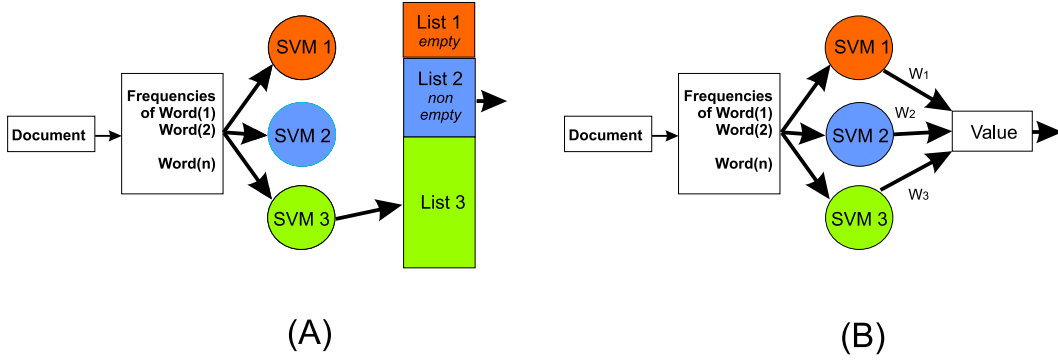 Document
Frequencies
of Word(1)
Word(2)
Word(n)
SVM 1
SVM 2
SVM 3
List 1
empty
List 2
non
empty
List 3
(A)
Document
Frequencies
of Word(1)
Word(2)
Word(n)
SVM 1
SVM 2
SVM 3
W1
W2
W3
Value
(B)